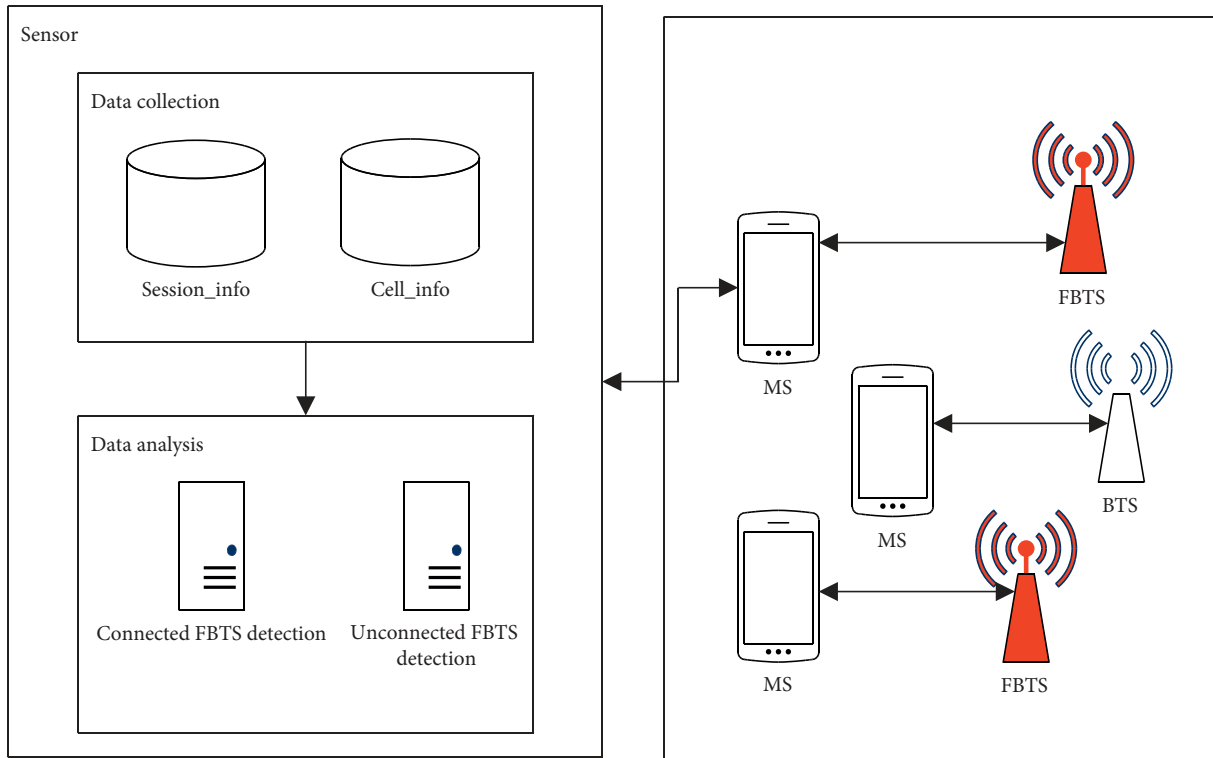 Sensor
Data collection
Session_info
Cell_info
Data analysis
Connected FBTS detection
Unconnected FBTS
detection
FBTS
MS
BTS
MS
MS
FBTS